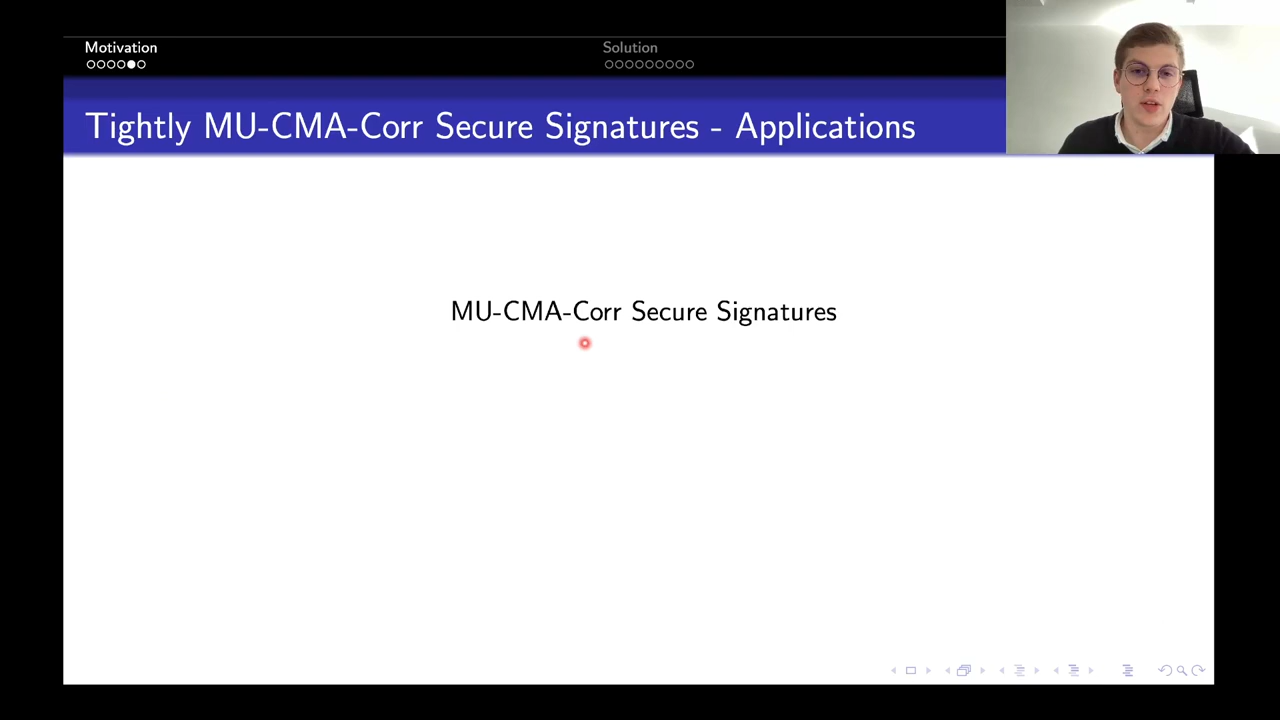 Motivation
Solution
Tightly MU-CMA-Corr Secure Signatures - Applications
MU-CMA-Corr Secure Signatures